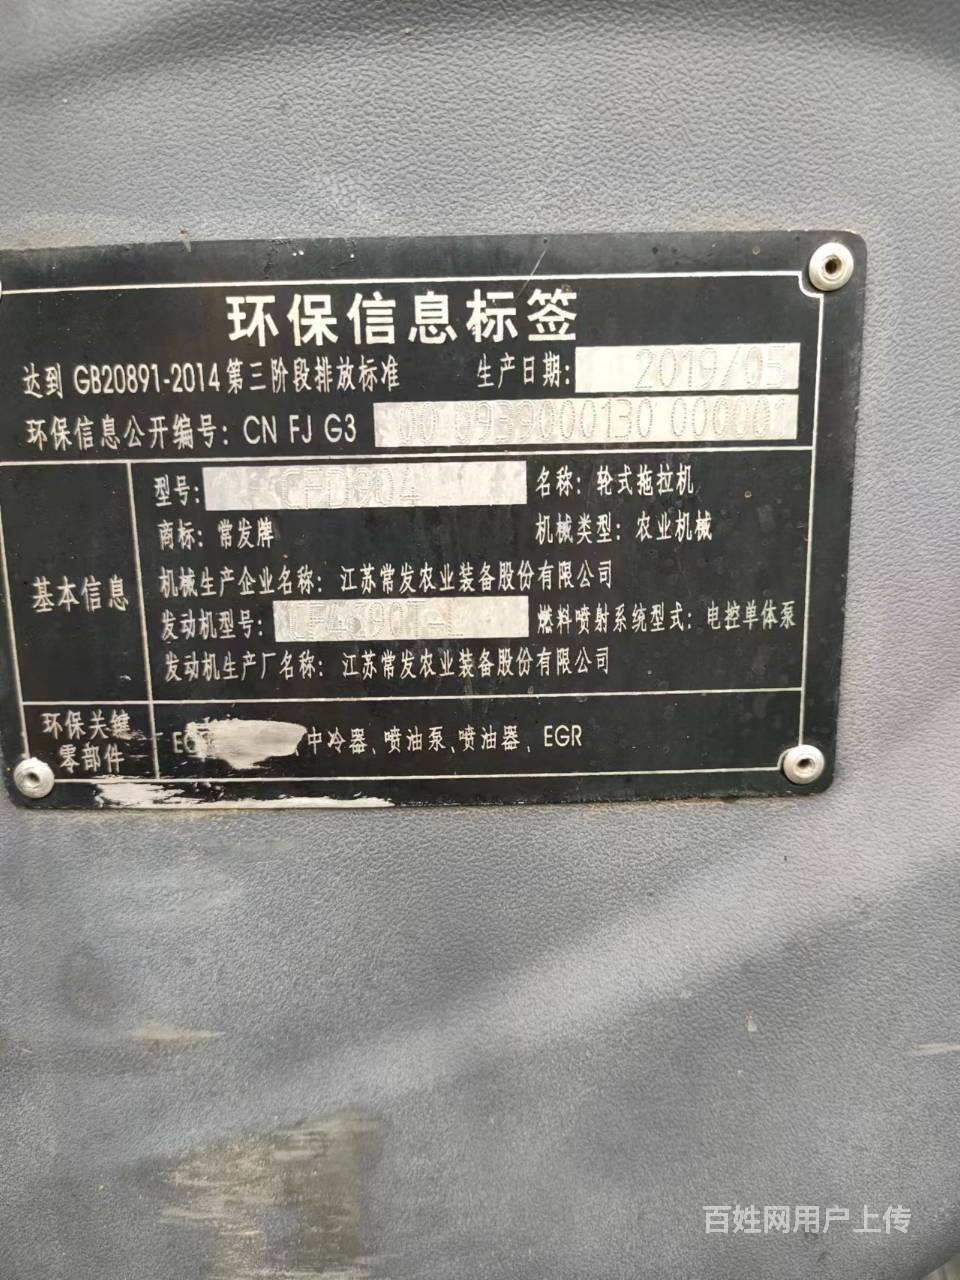 环保信息标签
达到 GB20891-2014 第三阶段排放标准 生产日期: 2019/05
环保信息公开编号: CN FJ G3 00 0939000130 000001
型号: CFD904 名称: 轮式拖拉机
商标: 常发牌 机械类型: 农业机械
基本信息
机械生产企业名称: 江苏常发农业装备股份有限公司
发动机型号: 燃料喷射系统型式: 电控单体泵
发动机生产厂名称: 江苏常发农业装备股份有限公司
环保关键零部件
中冷器、喷油泵、喷油器、EGR
百姓网用户上传